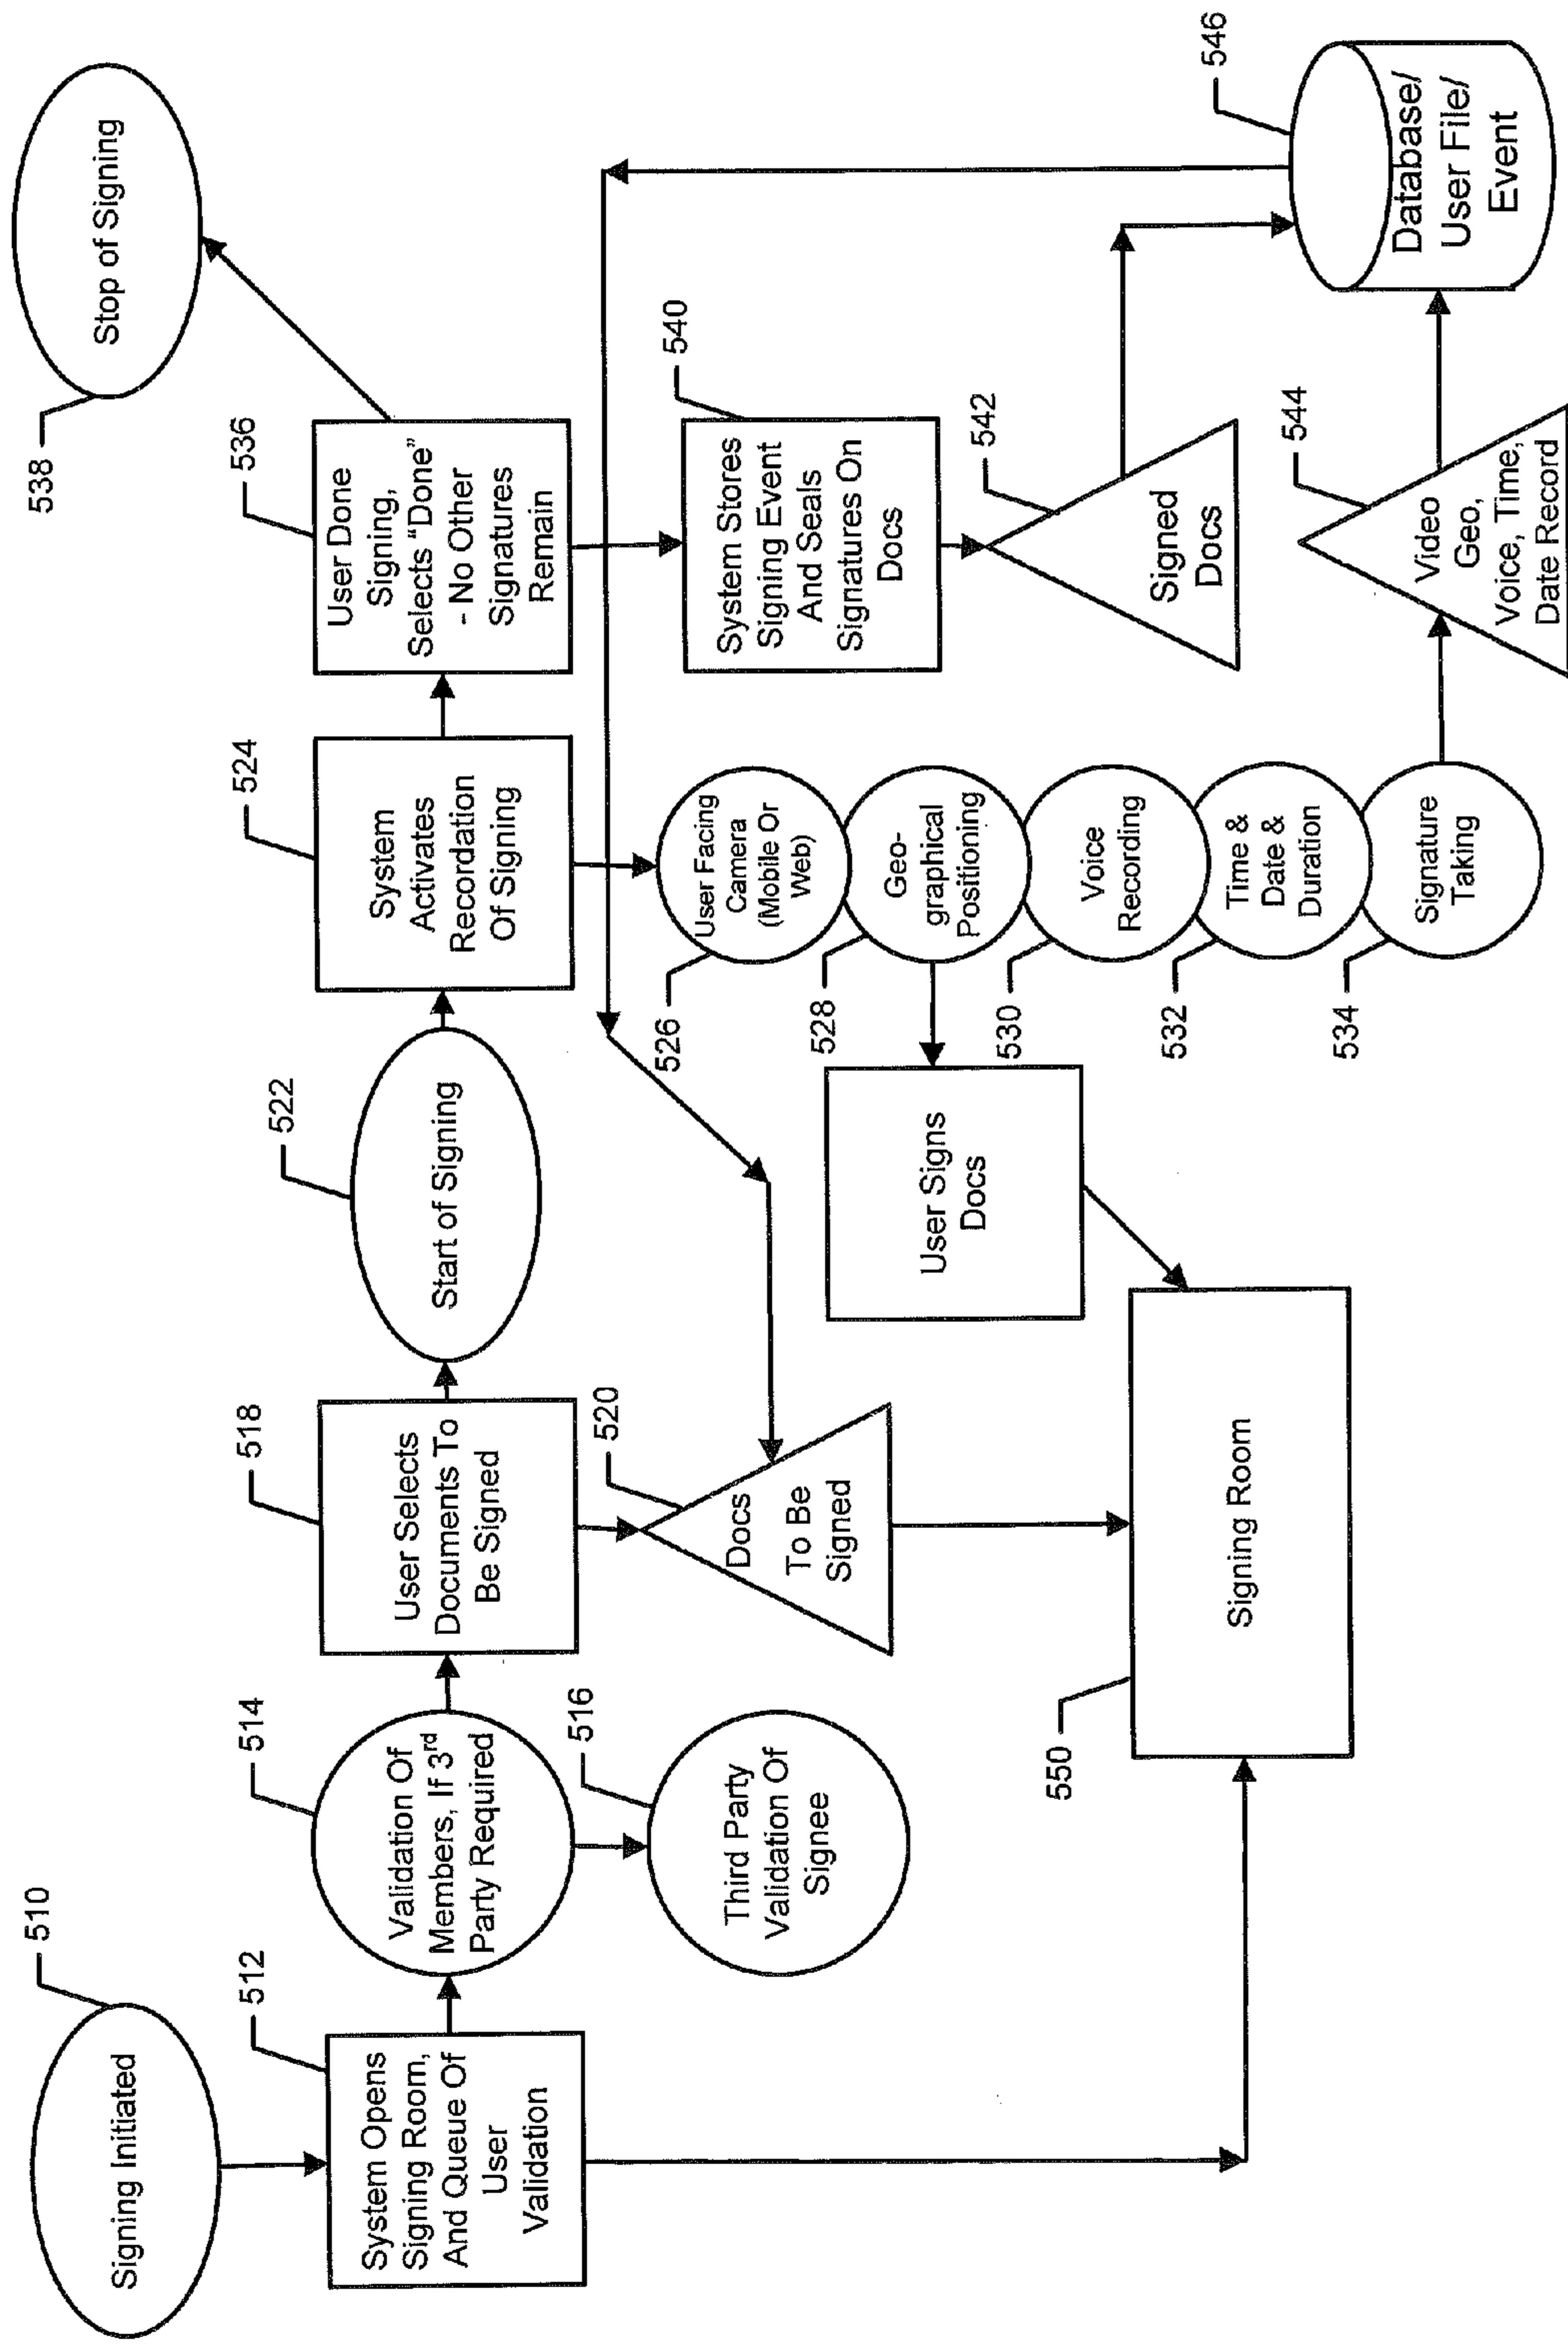 510
Signing Initiated
512
System Opens
Signing Room,
And Queue Of
User
Validation
514
Validation Of
Members, If 3rd
Party Required
516
Third Party
Validation Of
Signee
518
User Selects
Documents To
Be Signed
520
Docs
To Be
Signed
522
Start of Signing
524
System
Activates
Recordation
Of Signing
526
User Facing
Camera
(Mobile Or
Web)
528
Geo-
graphical
Positioning
530
Voice
Recording
532
Time &
Date &
Duration
534
Signature
Taking
User Signs
Docs
550
Signing Room
536
User Done
Signing,
Selects “Done”
- No Other
Signatures
Remain
538
Stop of Signing
540
System Stores
Signing Event
And Seals
Signatures On
Docs
542
Signed
Docs
544
Video
Geo,
Voice, Time,
Date Record
546
Database/
User File/
Event